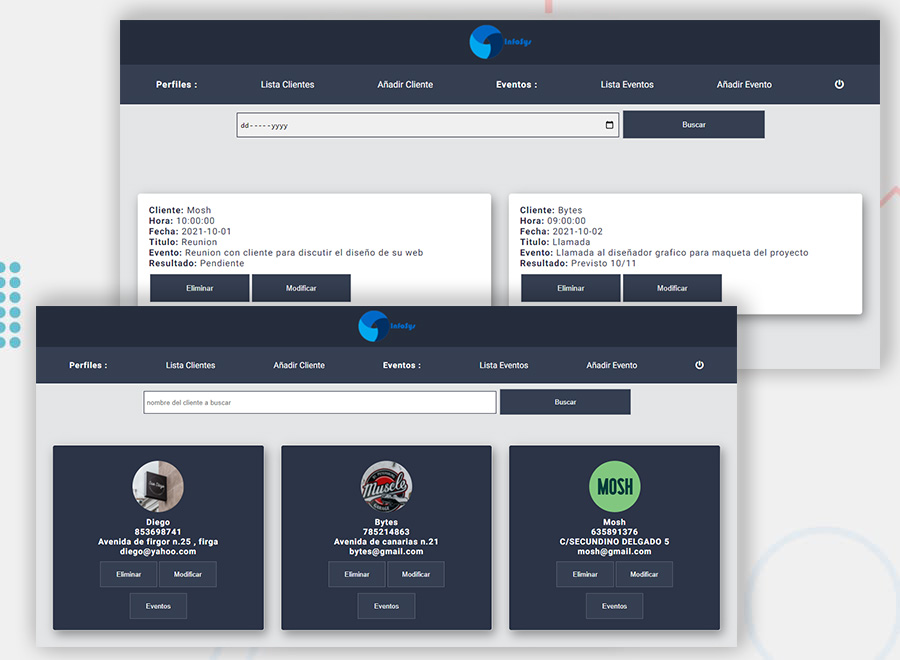 InfoSys
Perfiles : Lista Clientes Añadir Cliente Eventos : Lista Eventos Añadir Evento
dd-----yyyy Buscar
Cliente: Mosh
Hora: 10:00:00
Fecha: 2021-10-01
Titulo: Reunion
Evento: Reunion con cliente para discutir el diseño de su web
Resultado: Pendiente
Eliminar Modificar
Cliente: Bytes
Hora: 09:00:00
Fecha: 2021-10-02
Titulo: Llamada
Evento: Llamada al diseñador grafico para maqueta del proyecto
Resultado: Previsto 10/11
Eliminar Modificar
InfoSys
Perfiles : Lista Clientes Añadir Cliente Eventos : Lista Eventos Añadir Evento
nombre del cliente a buscar Buscar
Diego
853698741
Avenida de firgor n.25 , firga
diego@yahoo.com
Eliminar Modificar
Eventos
Muscle
Bytes
785214863
Avenida de canarias n.21
bytes@gmail.com
Eliminar Modificar
Eventos
MOSH
Mosh
635891376
C/SECUNDINO DELGADO 5
mosh@gmail.com
Eliminar Modificar
Eventos